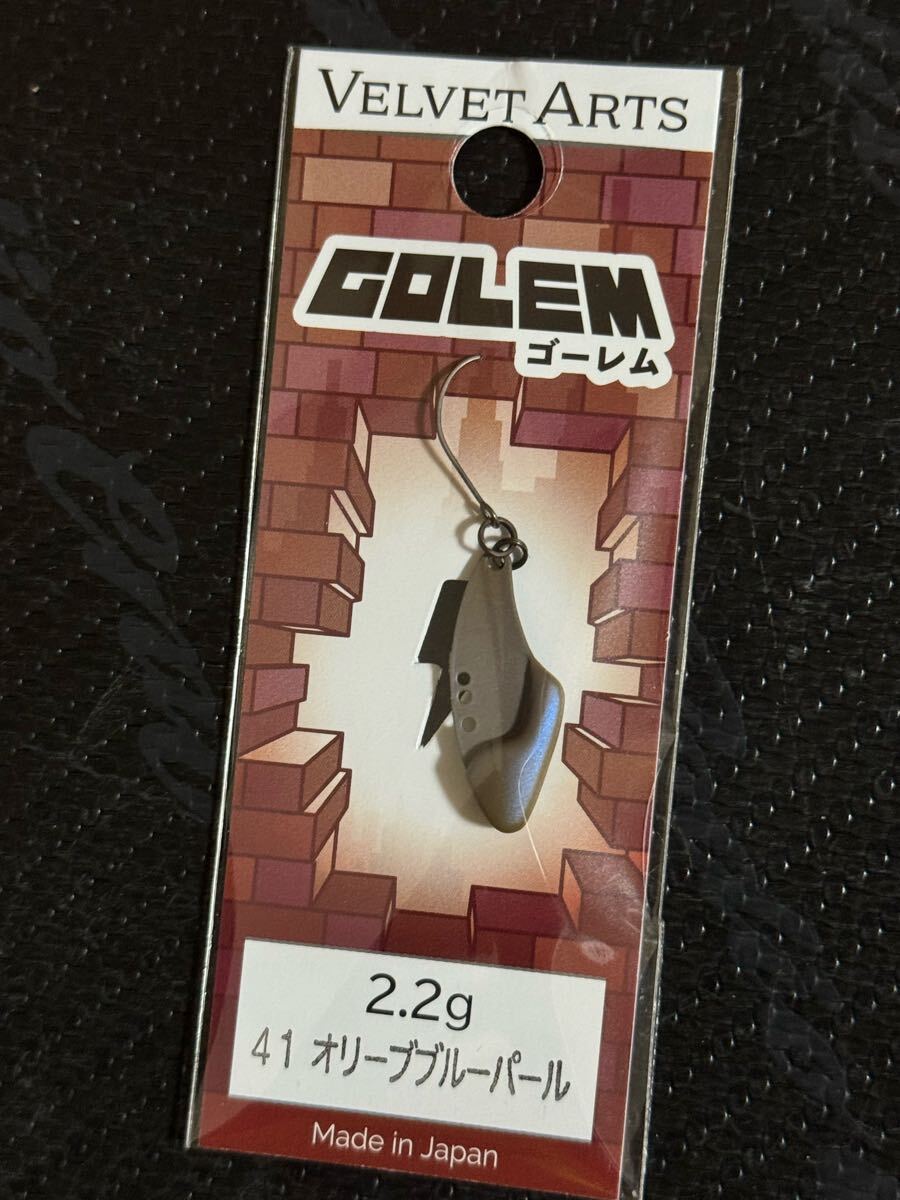 VELVET ARTS
GOLEM
ゴーレム
2.2g
41 オリーブブルーパール
Made in Japan